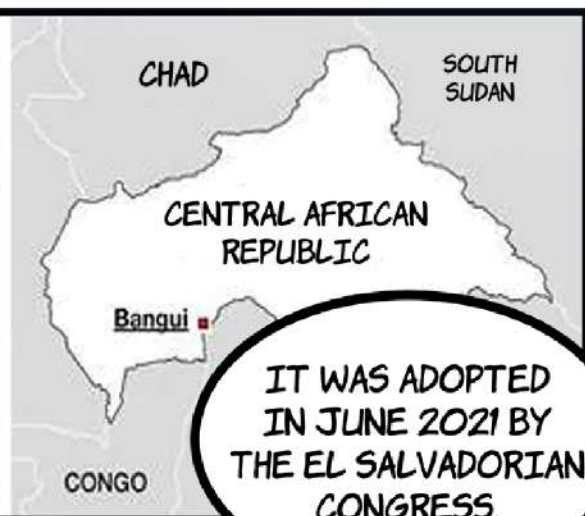 CHAD
SOUTH
SUDAN
CENTRAL AFRICAN
REPUBLIC
Bangui
IT WAS ADOPTED
IN JUNE 2021 BY
THE EL SALVADORIAN
CONGRESS
CONGO